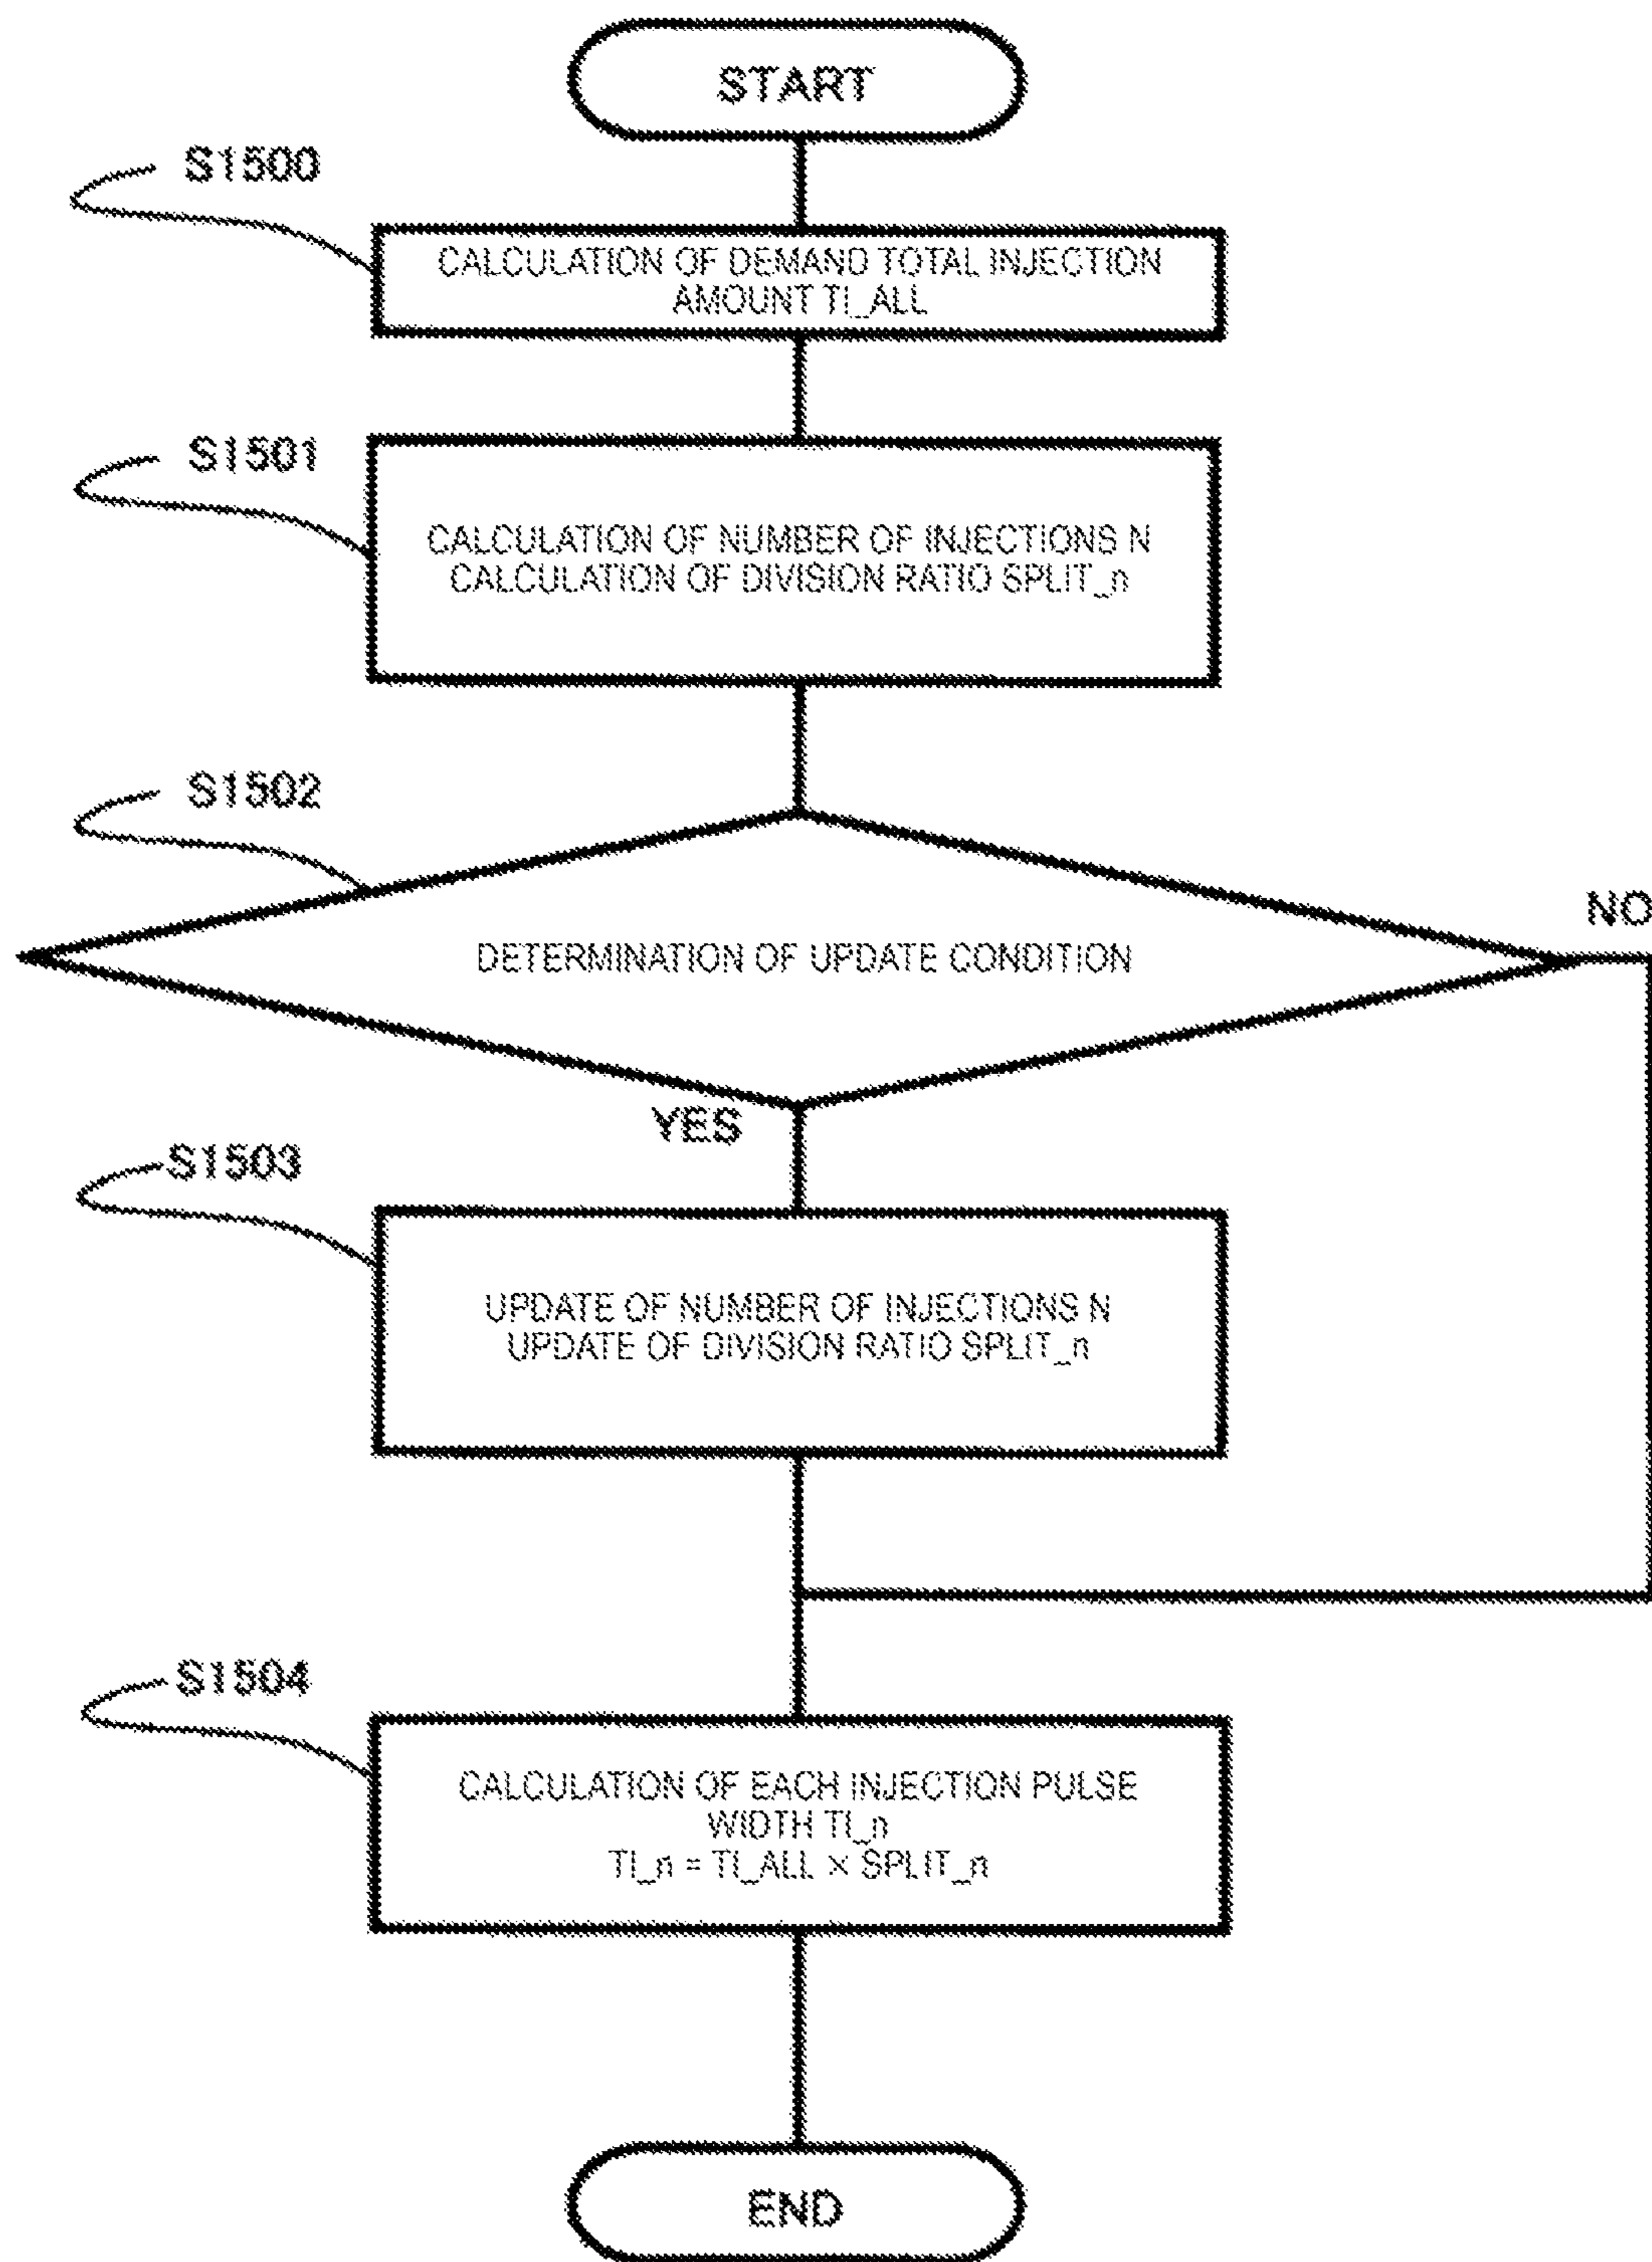 START
S1500
CALCULATION OF DEMAND TOTAL INJECTION
AMOUNT TI_ALL
S1501
CALCULATION OF NUMBER OF INJECTIONS N
CALCULATION OF DIVISION RATIO SPLIT_n
S1502
NO
DETERMINATION OF UPDATE CONDITION
YES
S1503
UPDATE OF NUMBER OF INJECTIONS N
UPDATE OF DIVISION RATIO SPLIT_n
S1504
CALCULATION OF EACH INJECTION PULSE
WIDTH TI_n
TI_n = TI_ALL × SPLIT_n
END